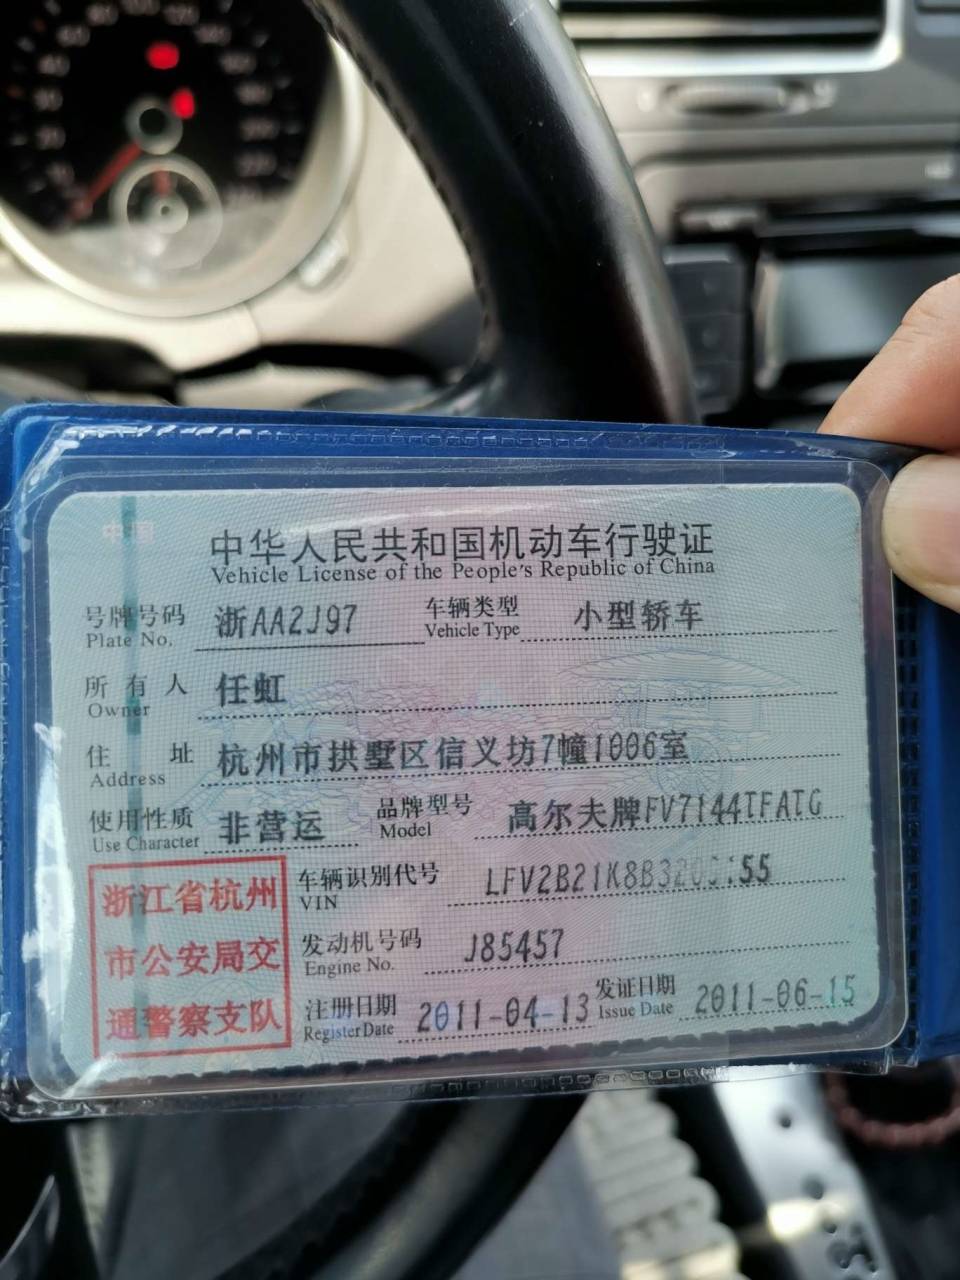 中华人民共和国机动车行驶证
Vehicle License of the People's Republic of China
号牌号码 浙AA2J97 车辆类型 小型轿车
Plate No. Vehicle Type
所有人 任虹
Owner
住址 杭州市拱墅区信义坊7幢1006室
Address
使用性质 非营运 品牌型号 高尔夫牌FV7144TFATG
Use Character Model
浙江省杭州
市公安局交
通警察支队
车辆识别代号
VIN
发动机号码 J85457
Engine No.
注册日期 2011-04-13 发证日期 2011-06-15
Register Date Issue Date